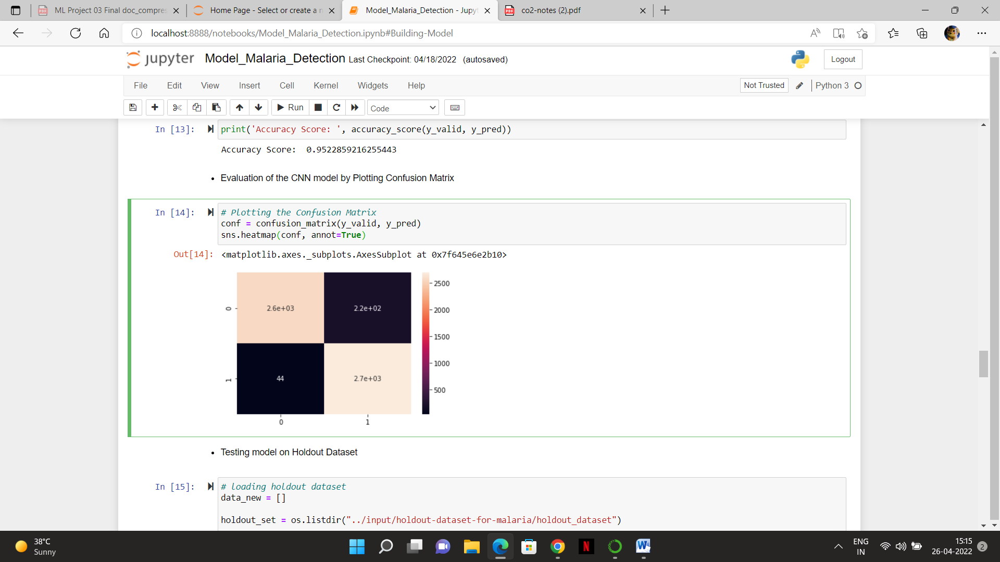 ML Project 03 Final doc_compres
Home Page - Select or create a n
Model_Malaria_Detection - Jupyt
co2-notes (2).pdf
localhost:8888/notebooks/Model_Malaria_Detection.ipynb#Building-Model
jupyter Model_Malaria_Detection Last Checkpoint: 04/18/2022 (autosaved)
Logout
File Edit View Insert Cell Kernel Widgets Help
Not Trusted
Python 3
Run
Code
In [13]: print('Accuracy Score: ', accuracy_score(y_valid, y_pred))
Accuracy Score:  0.9522859216255443
• Evaluation of the CNN model by Plotting Confusion Matrix
In [14]: # Plotting the Confusion Matrix
conf = confusion_matrix(y_valid, y_pred)
sns.heatmap(conf, annot=True)
Out[14]: <matplotlib.axes._subplots.AxesSubplot at 0x7f645e6e2b10>
0
2.6e+03
2.2e+02
1
44
2.7e+03
0
1
2500
2000
1500
1000
500
• Testing model on Holdout Dataset
In [15]: # loading holdout dataset
data_new = []
holdout_set = os.listdir("../input/holdout-dataset-for-malaria/holdout_dataset")
38°C
Sunny
ENG
IN
15:15
26-04-2022
2